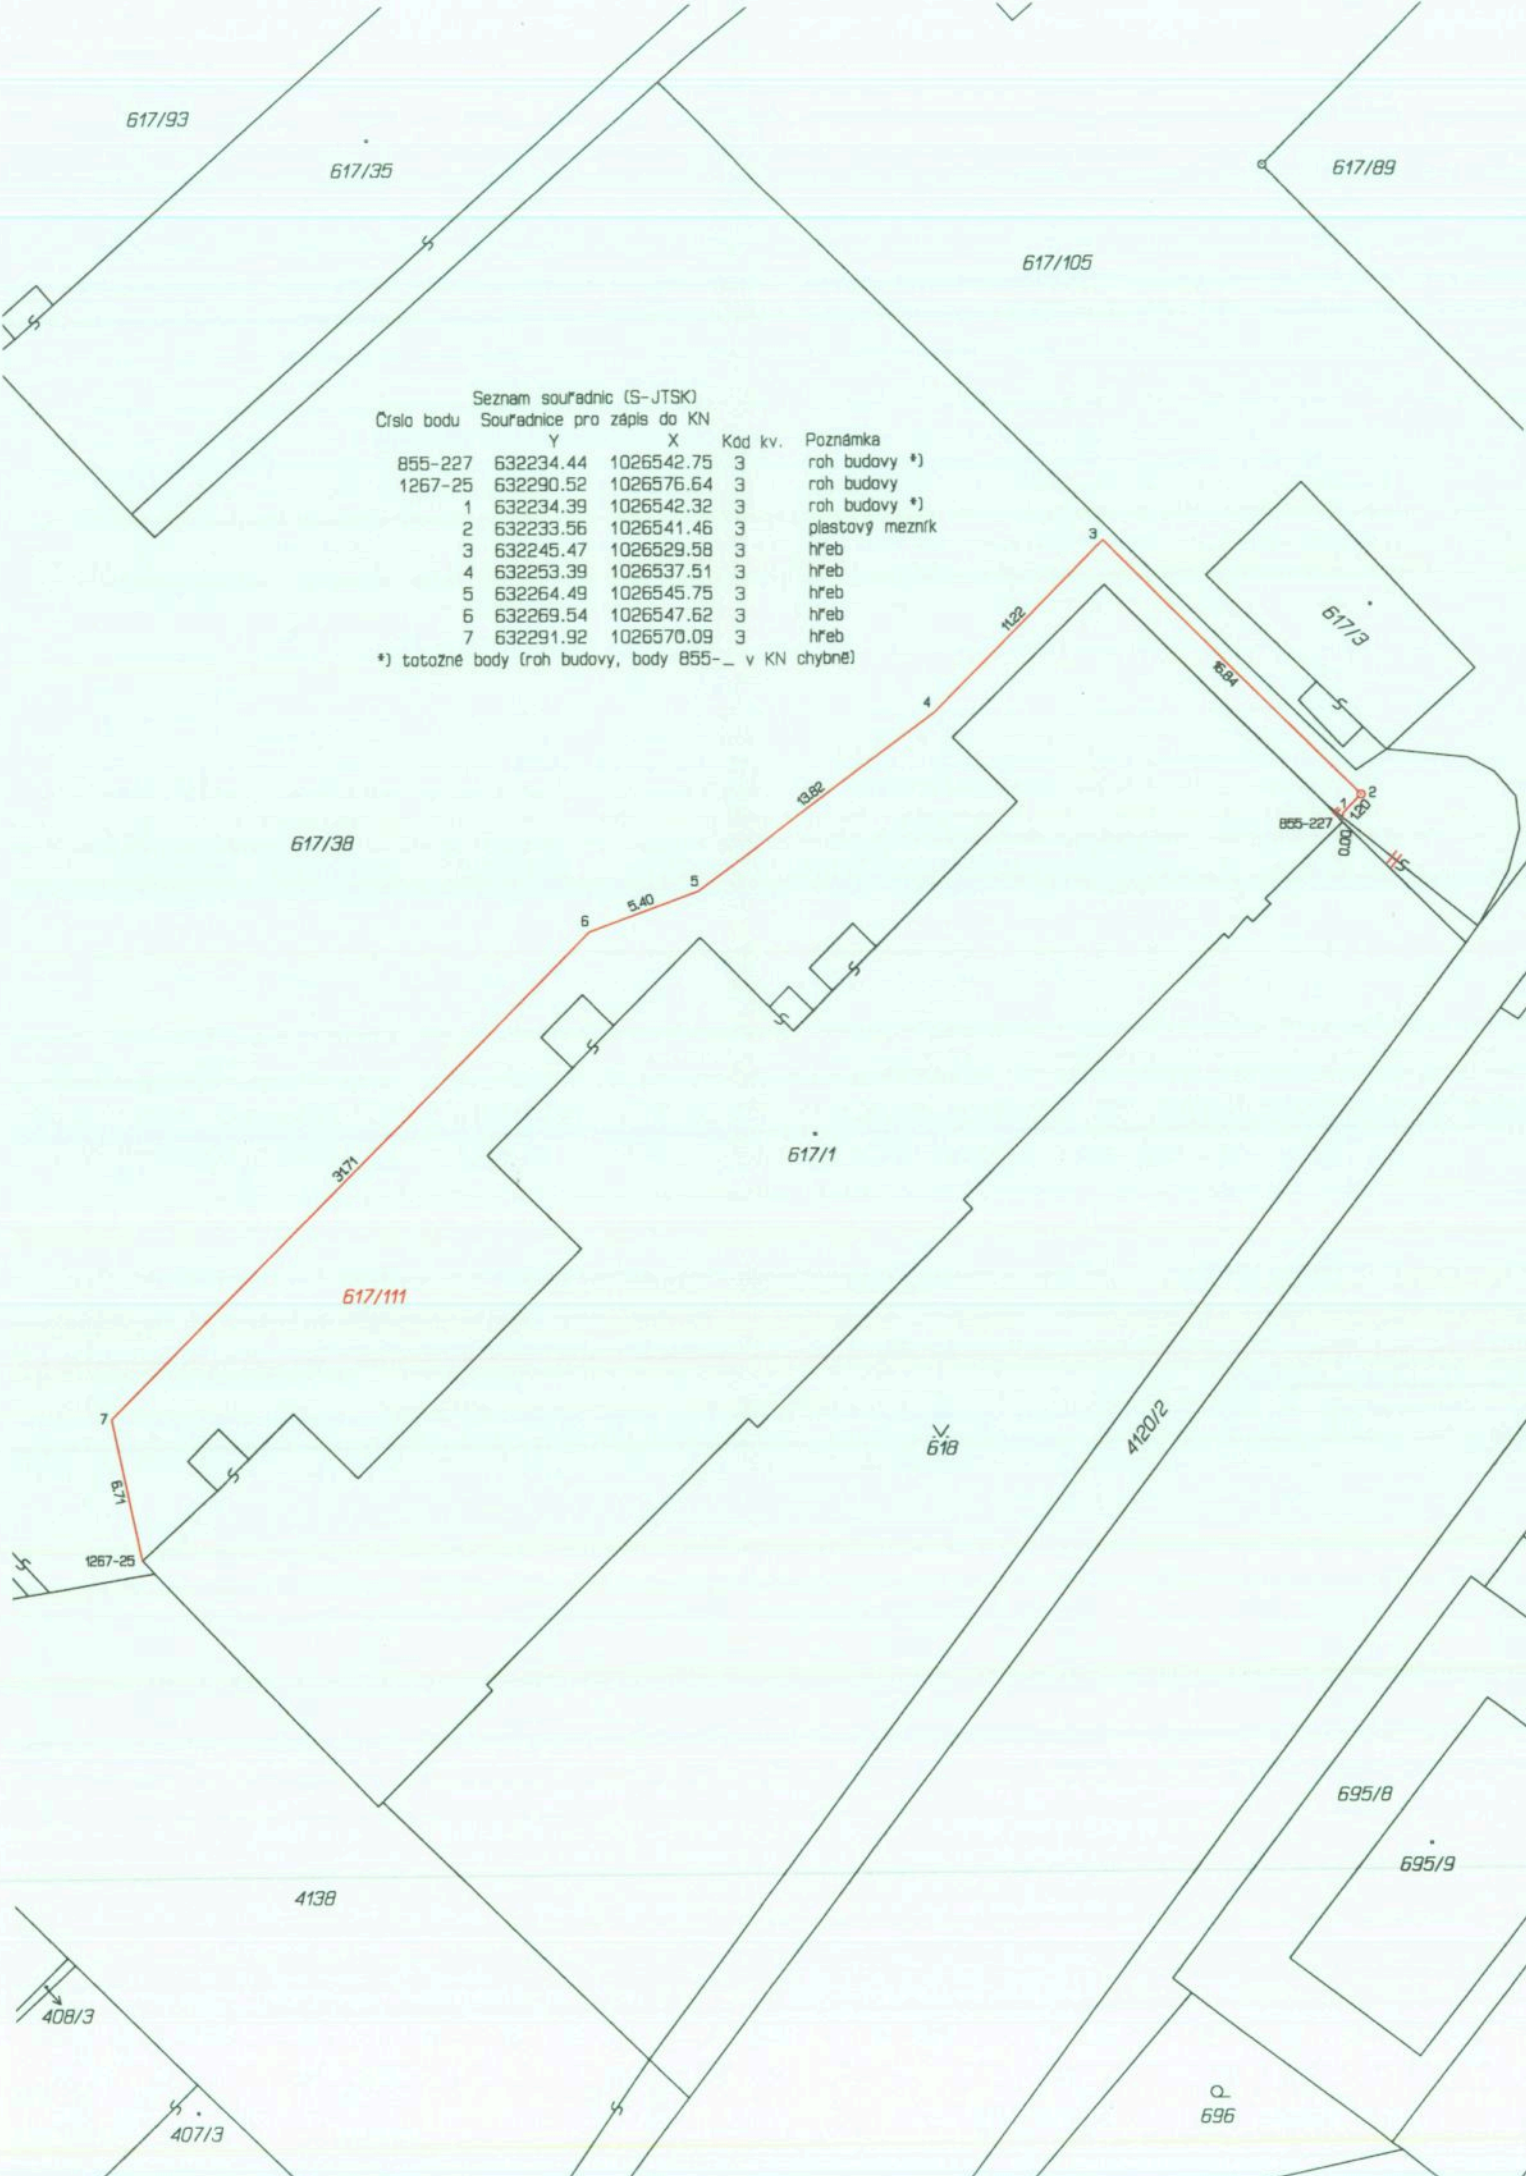 617/93
617/35
617/89
617/105
Seznam souřadnic (S-JTSK)
Číslo bodu Souřadnice pro zápis do KN
Y X Kód kv. Poznámka
855-227 632234.44 1026542.75 3 roh budovy *)
1267-25 632290.52 1026576.64 3 roh budovy
1 632234.39 1026542.32 3 roh budovy *)
2 632233.56 1026541.46 3 plastový mezník
3 632245.47 1026529.58 3 hřeb
4 632253.39 1026537.51 3 hřeb
5 632264.49 1026545.75 3 hřeb
6 632269.54 1026547.62 3 hřeb
7 632291.92 1026570.09 3 hřeb
*) totožné body (roh budovy, body 855-_ v KN chybně)
3
11.22
617/3
16.84
4
2
1
1.20
855-227
0.00
13.82
617/38
5
5.40
6
617/1
31.71
617/111
7
618
4120/2
6.71
1267-25
695/8
695/9
4138
408/3
696
407/3